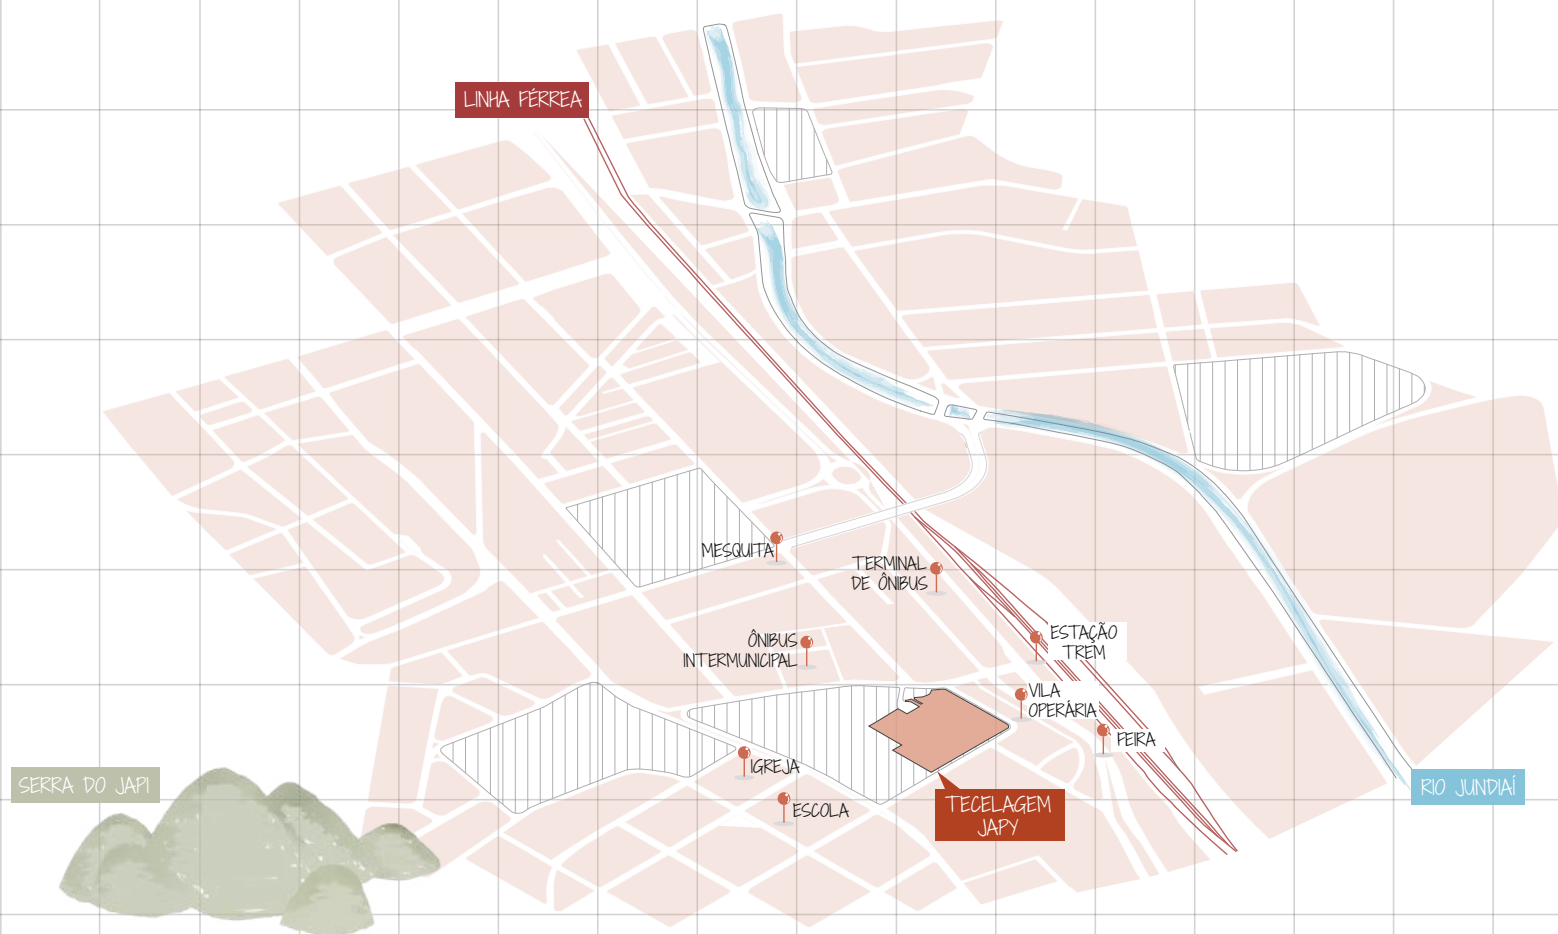 LINHA FÉRREA
MESQUITA
TERMINAL
DE ÔNIBUS
ÔNIBUS
INTERMUNICIPAL
ESTAÇÃO
TREM
VILA
OPERÁRIA
FEIRA
IGREJA
SERRA DO JAPI
RIO JUNDIAÍ
ESCOLA
TECELAGEM
JAPY